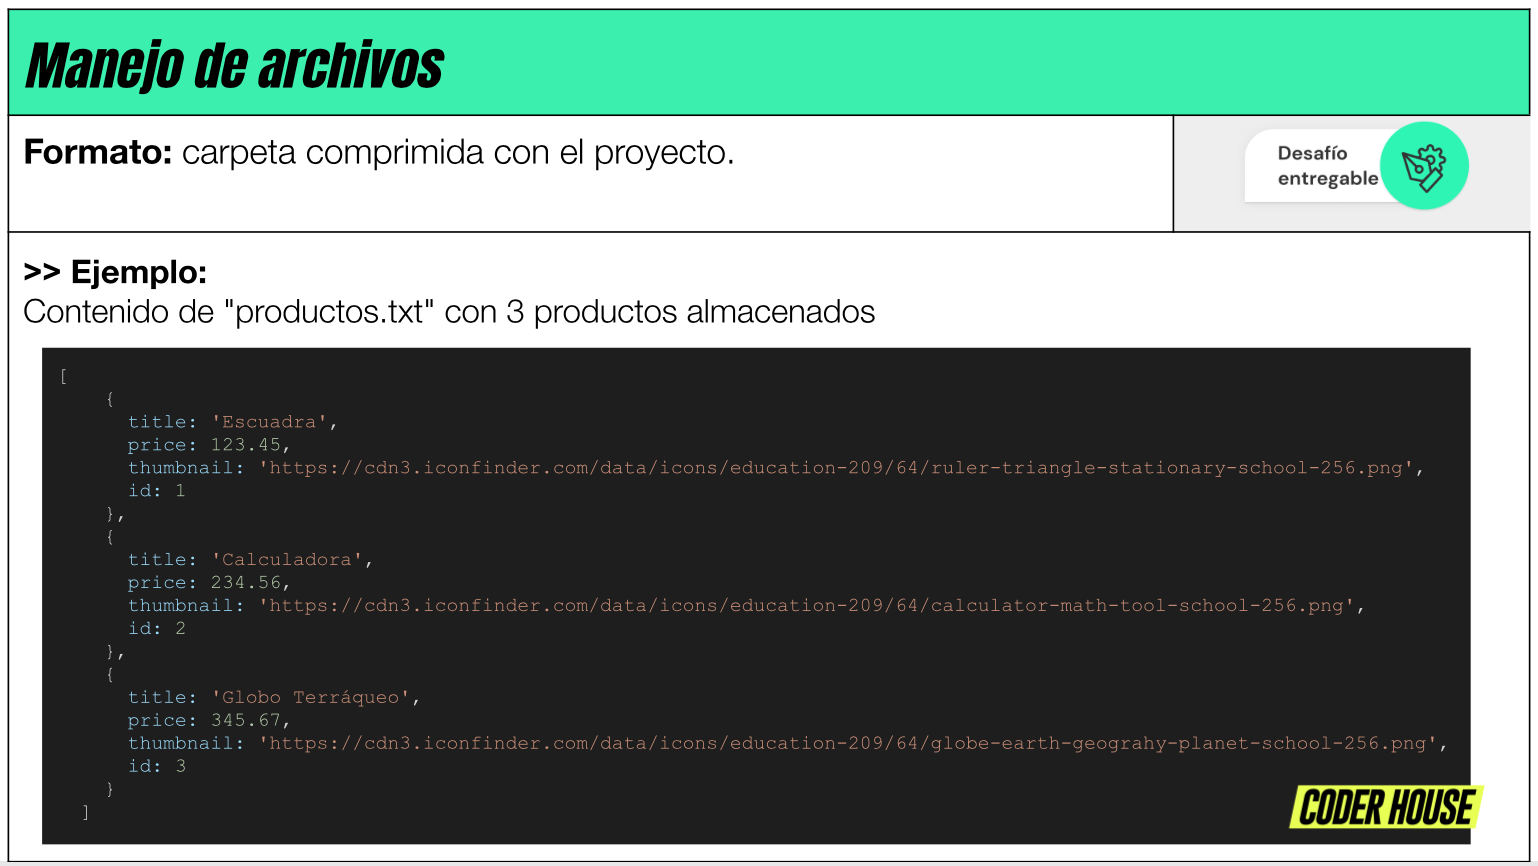 Manejo de archivos
Formato: carpeta comprimida con el proyecto.
Desafío
entregable
>> Ejemplo:
Contenido de "productos.txt" con 3 productos almacenados
[
{
title: 'Escuadra',
price: 123.45,
thumbnail: 'https://cdn3.iconfinder.com/data/icons/education-209/64/ruler-triangle-stationary-school-256.png',
id: 1
},
{
title: 'Calculadora',
price: 234.56,
thumbnail: 'https://cdn3.iconfinder.com/data/icons/education-209/64/calculator-math-tool-school-256.png',
id: 2
},
{
title: 'Globo Terráqueo',
price: 345.67,
thumbnail: 'https://cdn3.iconfinder.com/data/icons/education-209/64/globe-earth-geograhy-planet-school-256.png',
id: 3
}
]
CODER HOUSE